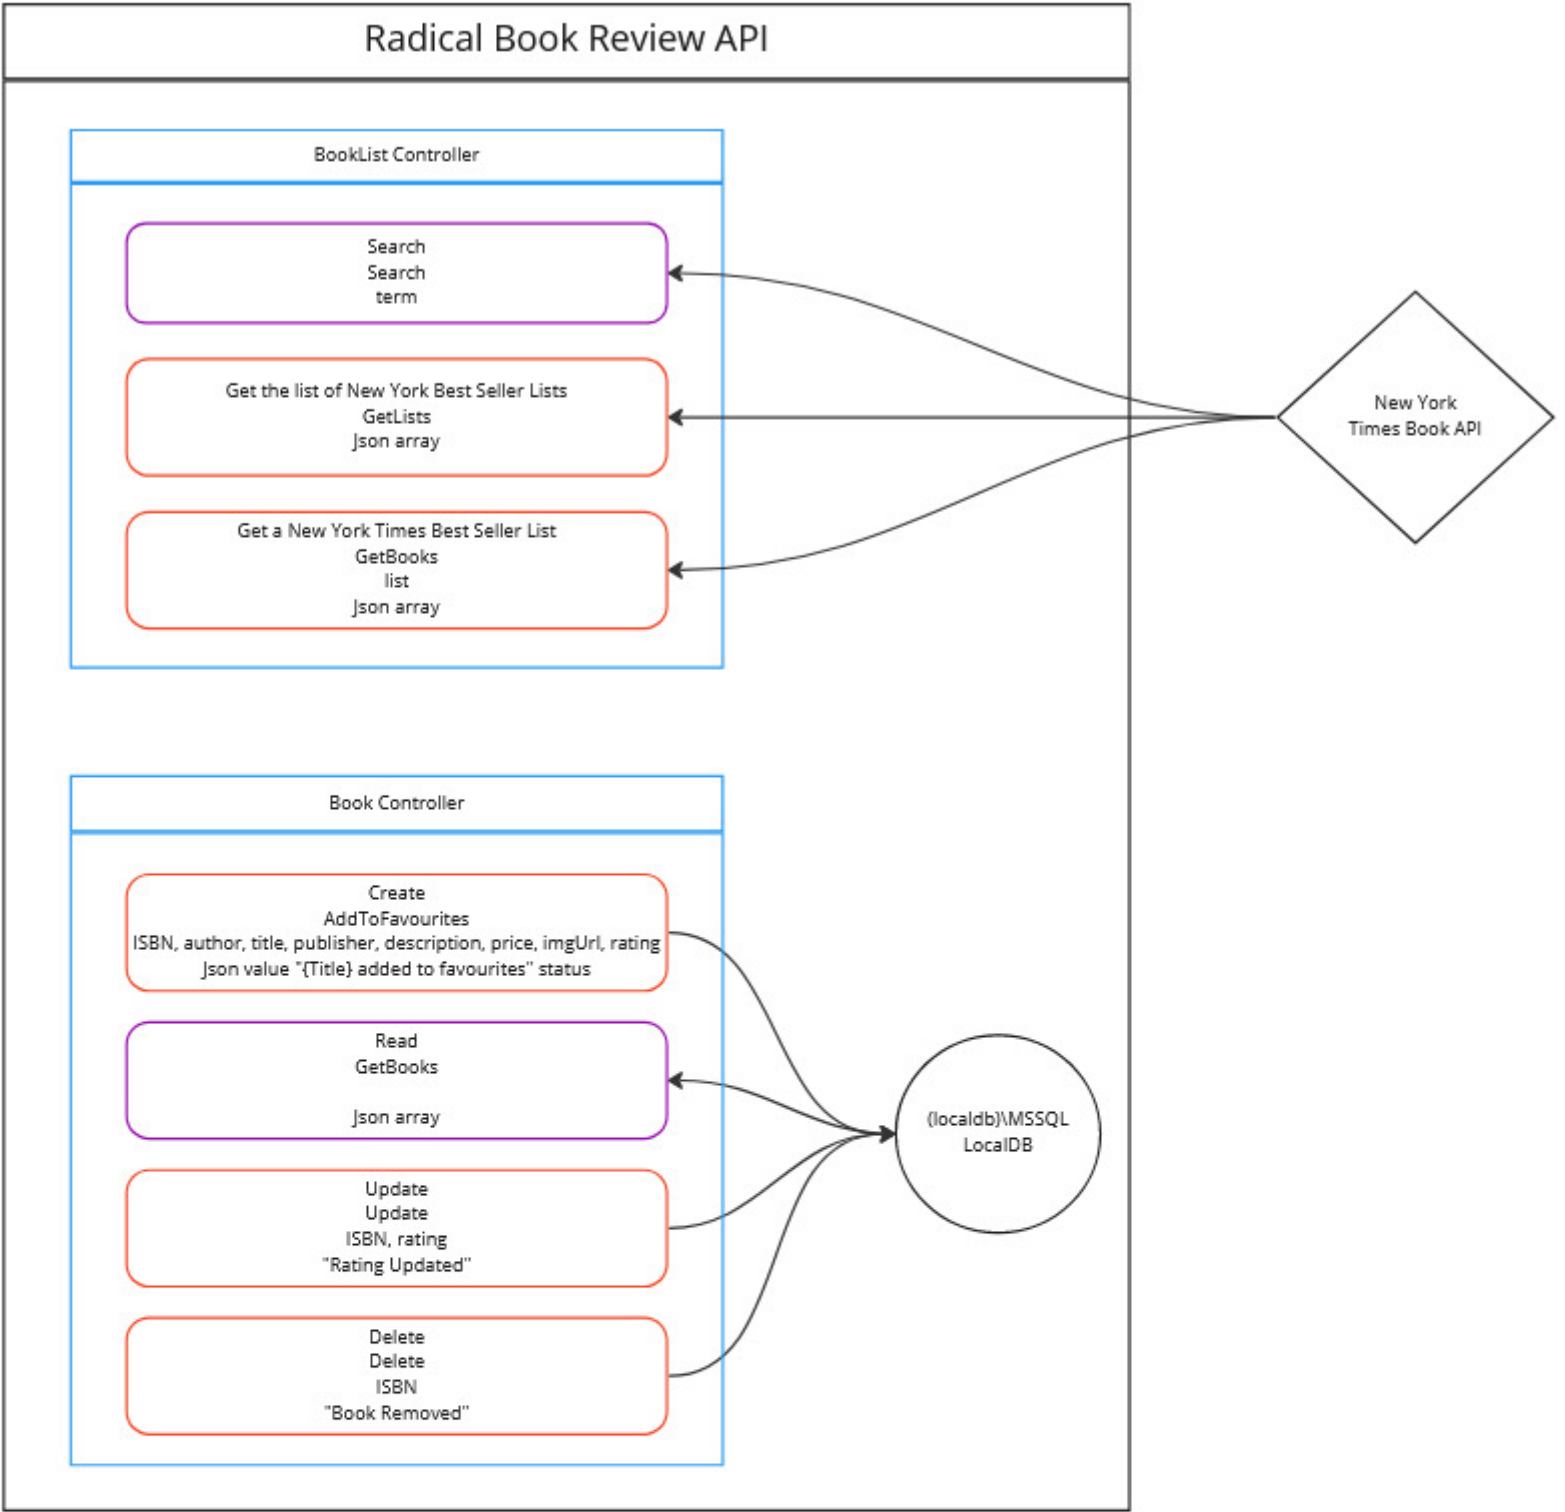 Radical Book Review API
BookList Controller
Search
Search
term
Get the list of New York Best Seller Lists
GetLists
Json array
Get a New York Times Best Seller List
GetBooks
list
Json array
New York
Times Book API
Book Controller
Create
AddToFavourites
ISBN, author, title, publisher, description, price, imgUrl, rating
Json value "{Title} added to favourites" status
Read
GetBooks
Json array
Update
Update
ISBN, rating
"Rating Updated"
Delete
Delete
ISBN
"Book Removed"
(localdb)\MSSQL
LocalDB